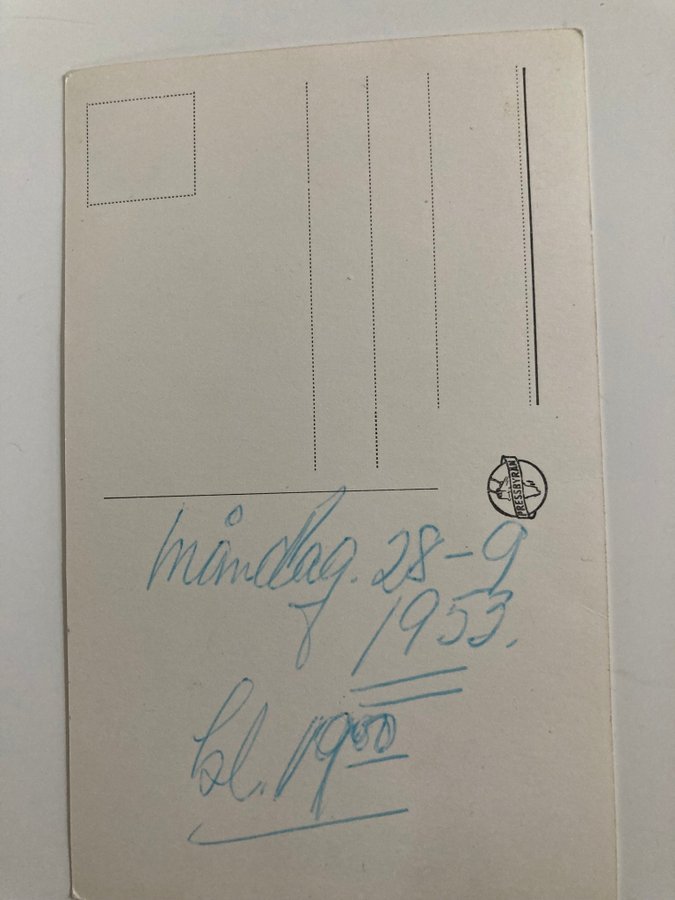 PRESSBYRÅN
måndag. 28-9
1953.
kl. 19⁰⁰